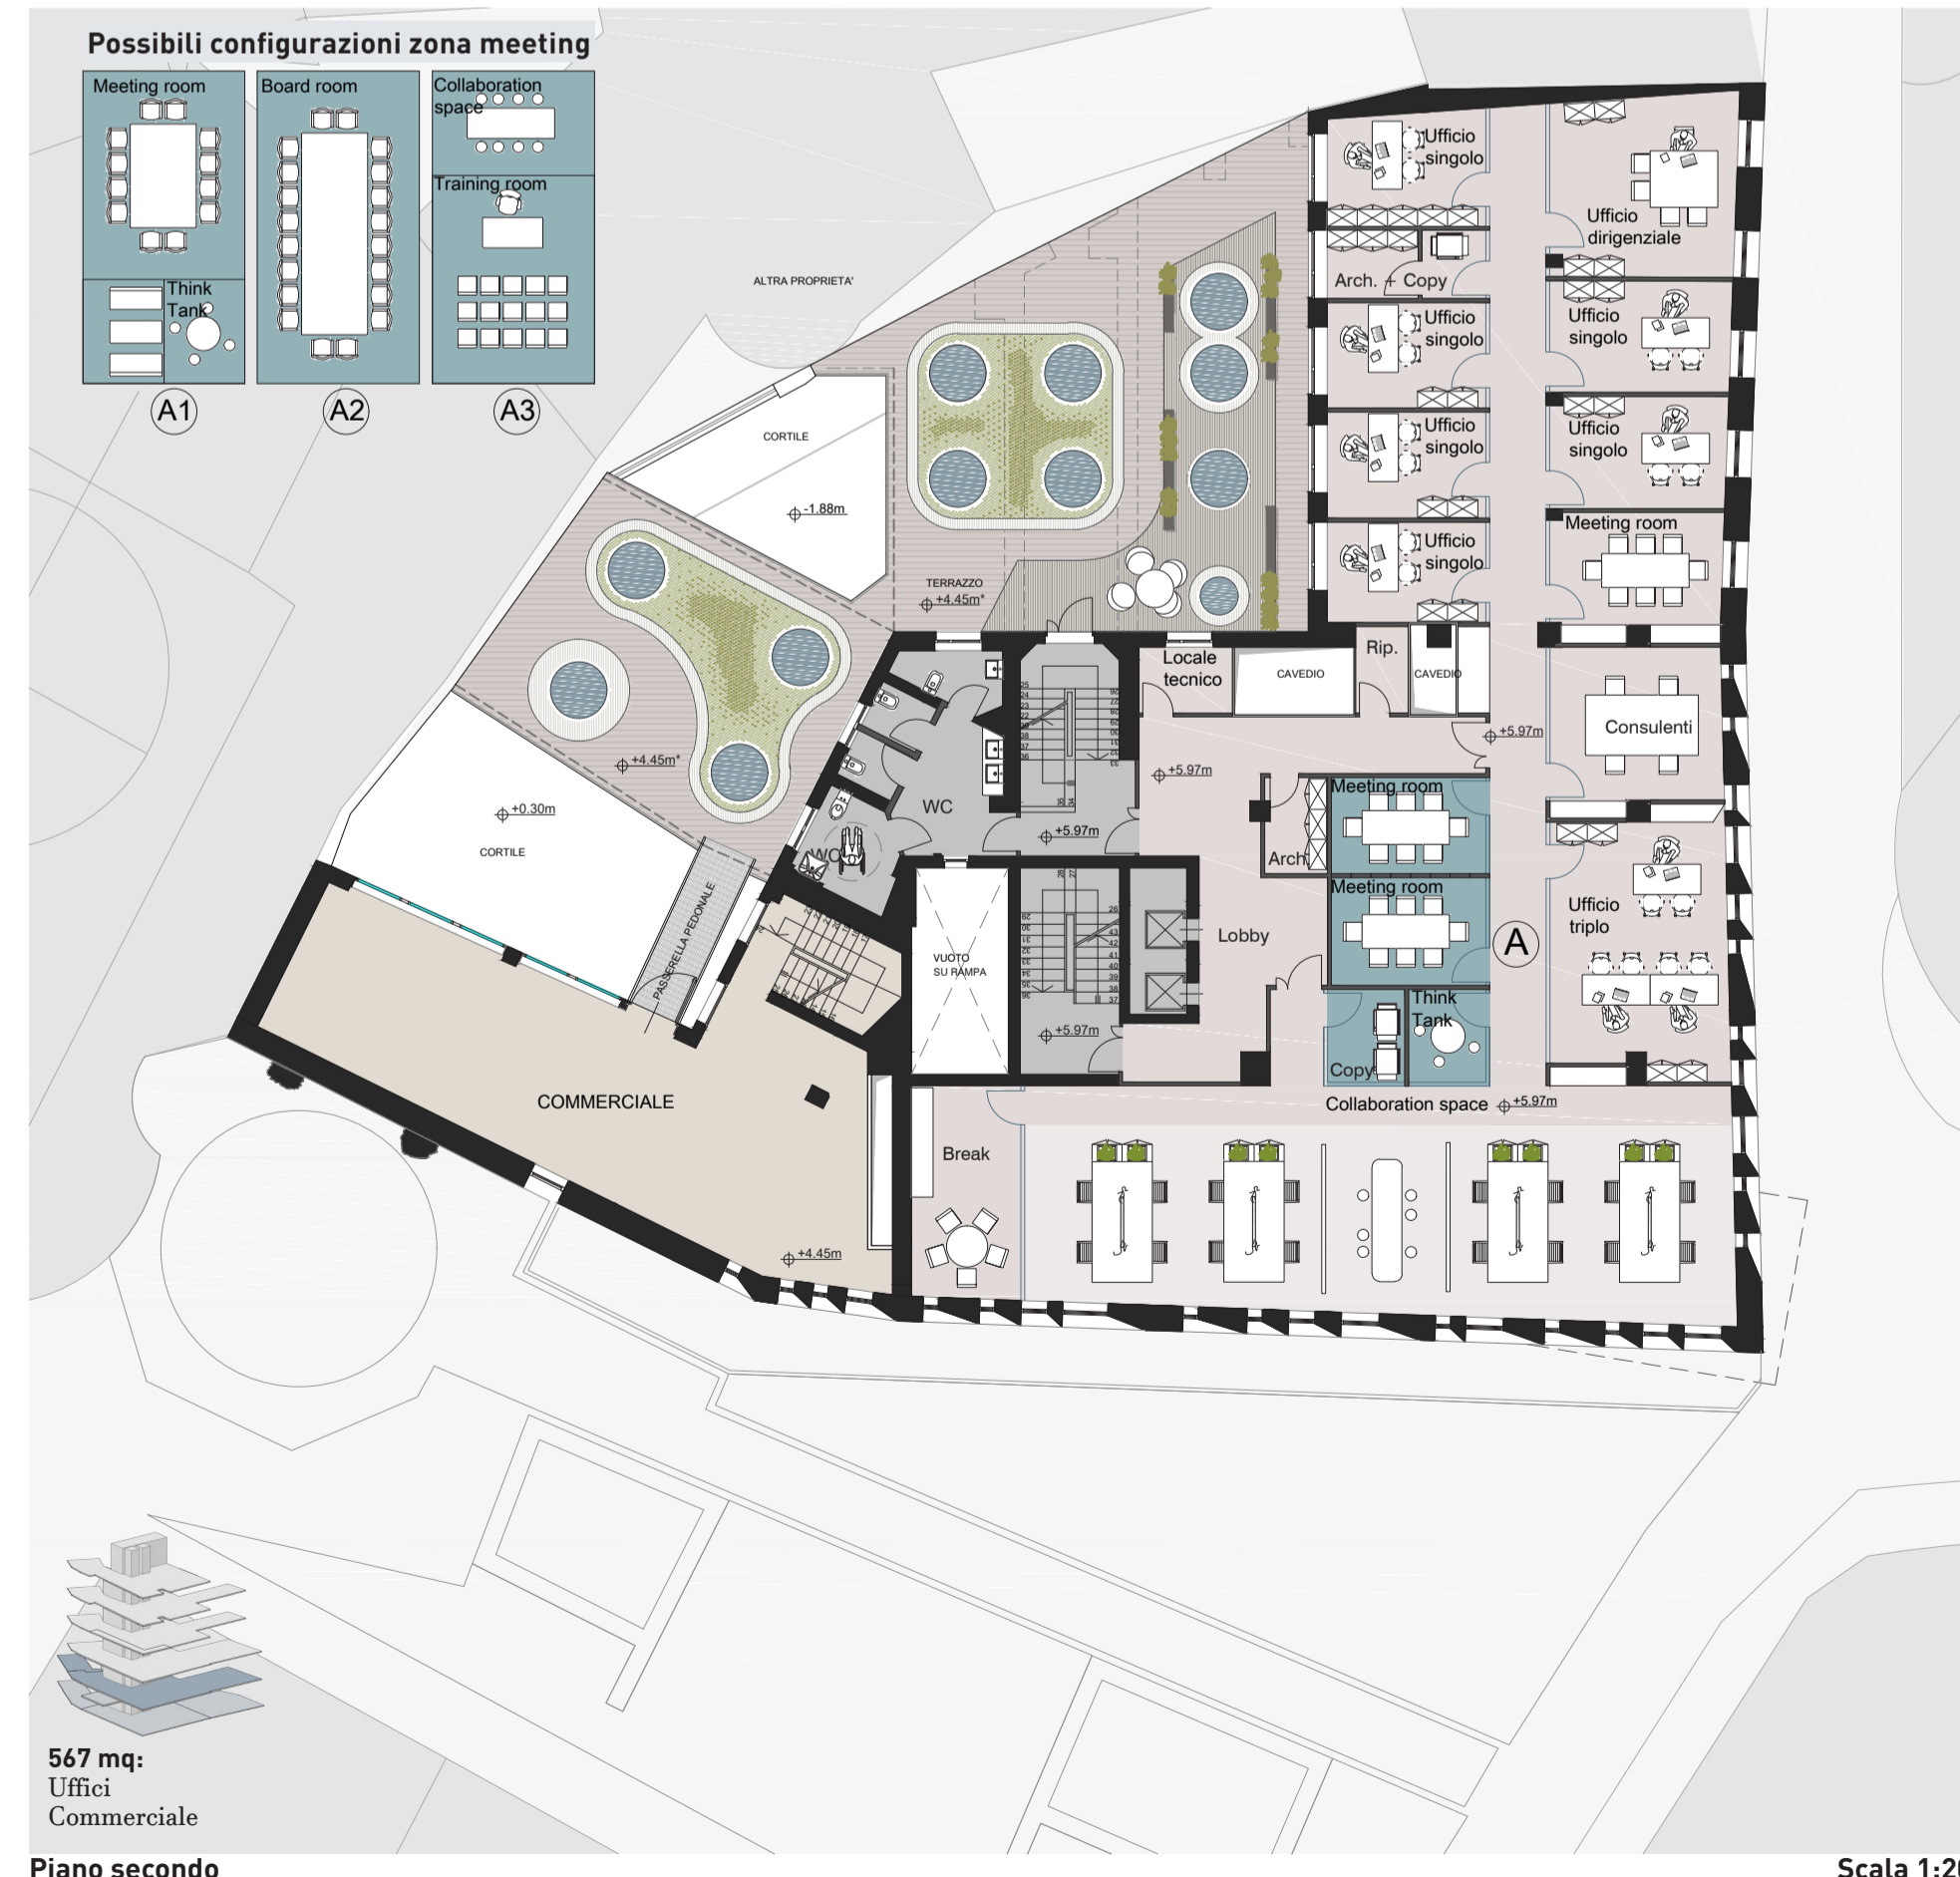 Possibili configurazioni zona meeting
Meeting room
Board room
Collaboration
space
Training room
Think
Tank
A1
A2
A3
ALTRA PROPRIETA'
CORTILE
-1.88m
TERRAZZO
+4.45m*
+4.45m*
+0.30m
CORTILE
PASSERELLA PEDONALE
WC
WC
+5.97m
VUOTO
SU RAMPA
+5.97m
COMMERCIALE
+4.45m
Ufficio
singolo
Ufficio
dirigenziale
Arch. + Copy
Ufficio
singolo
Ufficio
singolo
Ufficio
singolo
Ufficio
singolo
Ufficio
singolo
Meeting room
Locale
tecnico
CAVEDIO
Rip.
CAVEDIO
+5.97m
+5.97m
Consulenti
Meeting room
Arch.
Meeting room
Lobby
A
Ufficio
triplo
Think
Tank
Copy
Collaboration space
+5.97m
Break
567 mq:
Uffici
Commerciale
Piano secondo
Scala 1:20